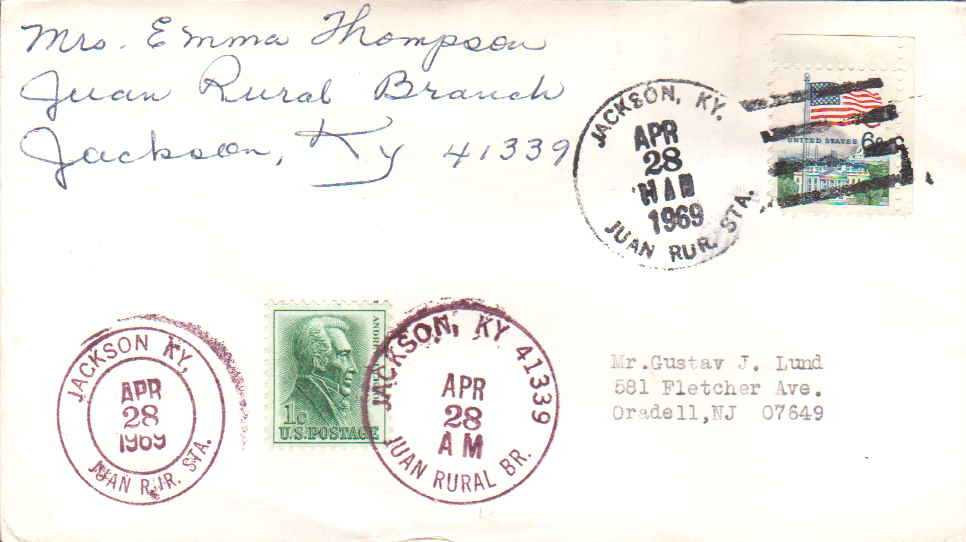 Mrs. Emma Thompson
Juan Rural Branch
Jackson, Ky 41339
JACKSON, KY.
APR
28
1969
JUAN RUR. STA.
UNITED STATES 6c
Mr.Gustav J. Lund
581 Fletcher Ave.
Oradell,NJ 07649
JACKSON KY,
APR
28
1969
JUAN RUR. STA.
1c
U.S.POSTAGE
JACKSON, KY 41339
APR
28
AM
JUAN RURAL BR.